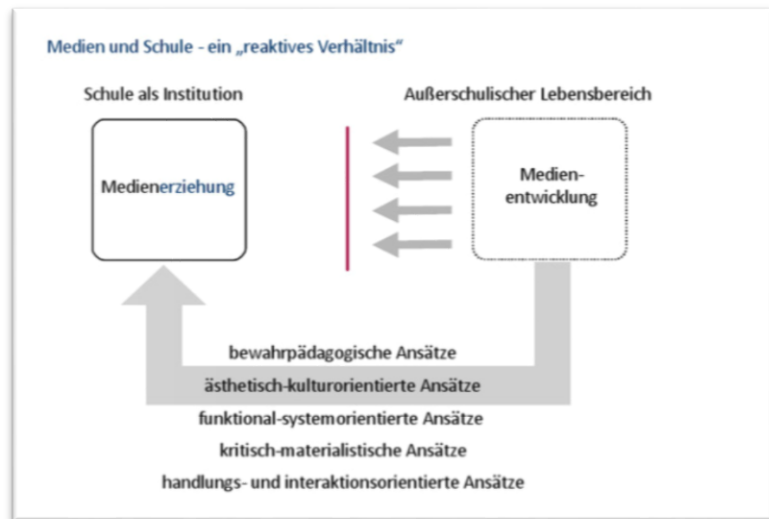 Medien und Schule - ein „reaktives Verhältnis“
Schule als Institution
Außerschulischer Lebensbereich
Medienerziehung
Medien-
entwicklung
bewahrpädagogische Ansätze
ästhetisch-kulturorientierte Ansätze
funktional-systemorientierte Ansätze
kritisch-materialistische Ansätze
handlungs- und interaktionsorientierte Ansätze